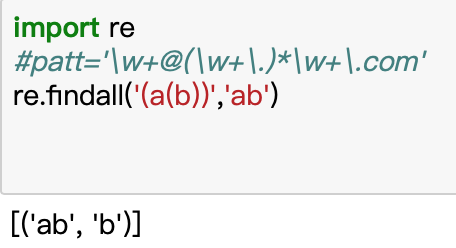 import re
#patt='\w+@(\w+\.)*\w+\.com'
re.findall('(a(b))','ab')
[('ab', 'b')]